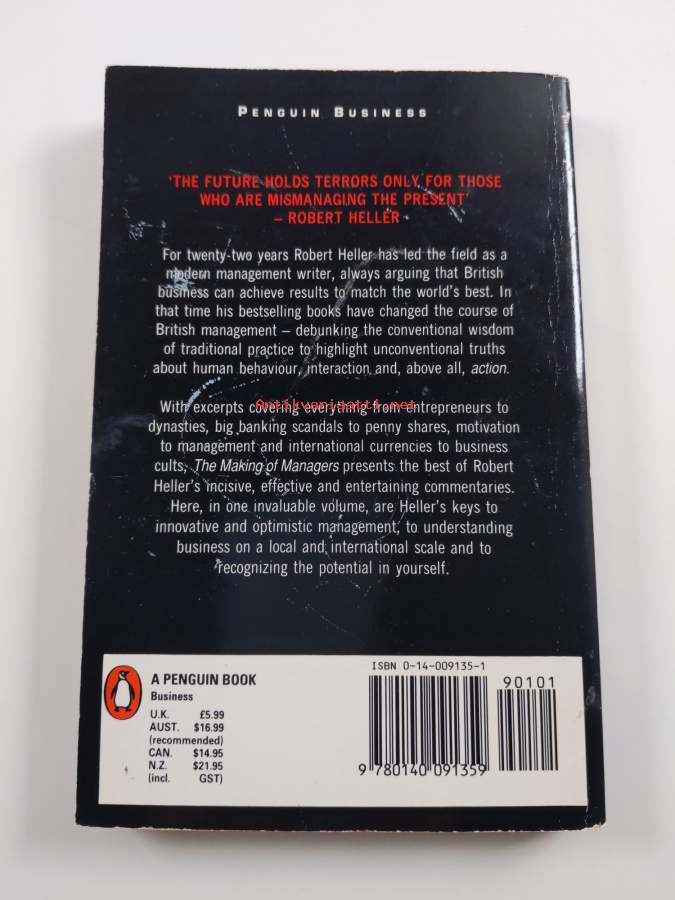 PENGUIN BUSINESS
'THE FUTURE HOLDS TERRORS ONLY FOR THOSE
WHO ARE MISMANAGING THE PRESENT'
– ROBERT HELLER
For twenty-two years Robert Heller has led the field as a
modern management writer, always arguing that British
business can achieve results to match the world's best. In
that time his bestselling books have changed the course of
British management – debunking the conventional wisdom
of traditional practice to highlight unconventional truths
about human behaviour, interaction and, above all, action.
With excerpts covering everything from entrepreneurs to
Antikvariaatti.net
dynasties, big banking scandals to penny shares, motivation
to management and international currencies to business
cults, The Making of Managers presents the best of Robert
Heller's incisive, effective and entertaining commentaries.
Here, in one invaluable volume, are Heller's keys to
innovative and optimistic management, to understanding
business on a local and international scale and to
recognizing the potential in yourself.
A PENGUIN BOOK
Business
U.K. £5.99
AUST. $16.99
(recommended)
CAN. $14.95
N.Z. $21.95
(incl. GST)
ISBN 0-14-009135-1
90101
9 780140 091359